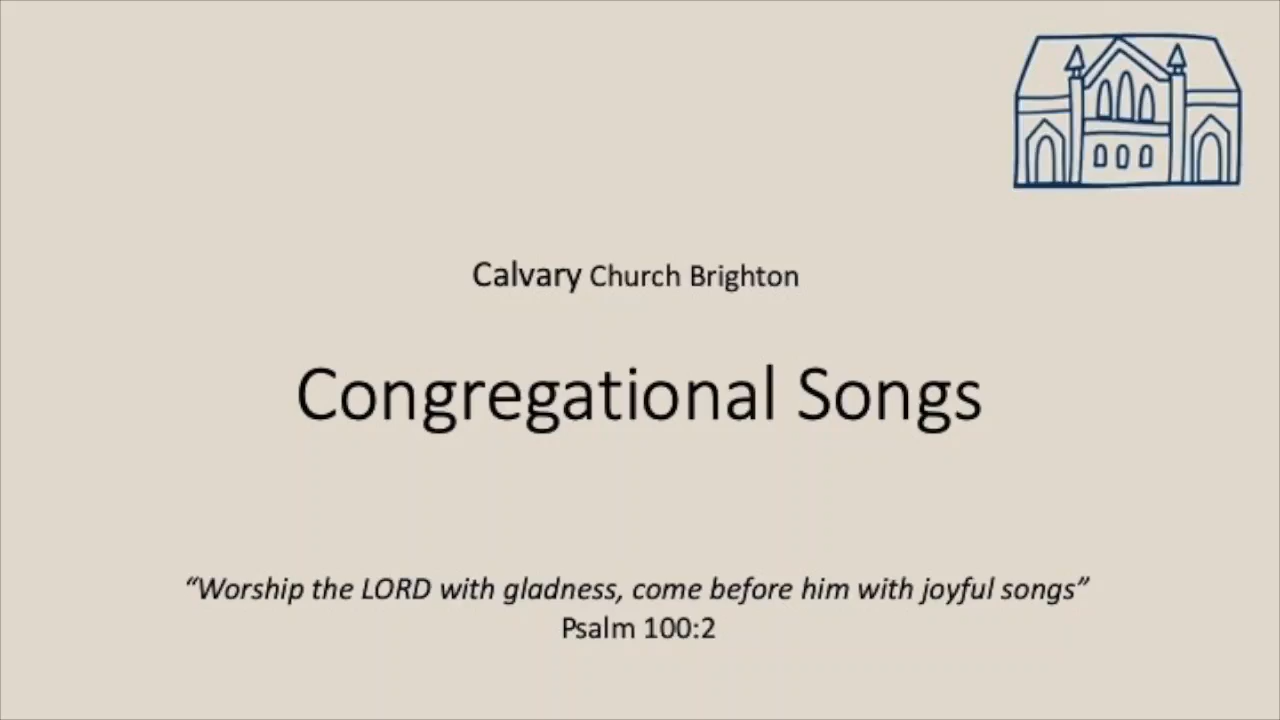 Calvary Church Brighton
Congregational Songs
“Worship the LORD with gladness, come before him with joyful songs”
Psalm 100:2